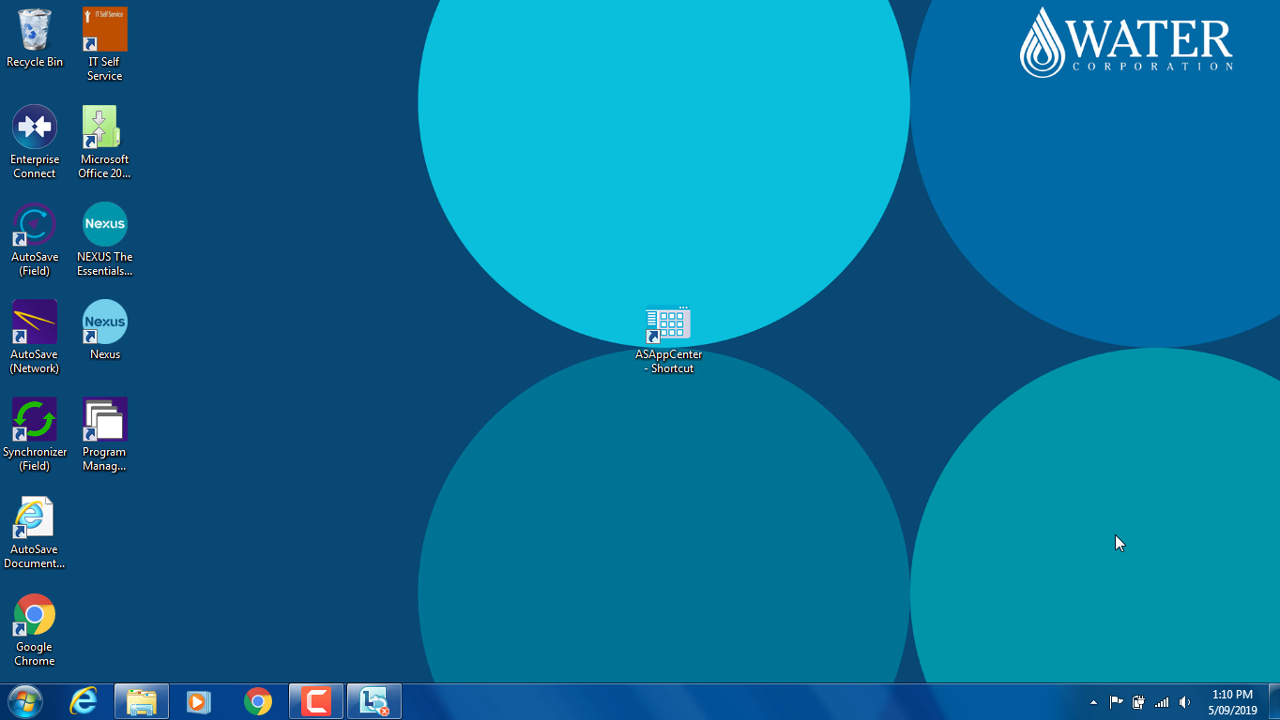 Recycle Bin
IT Self Service
IT Self
Service
WATER
CORPORATION
Enterprise
Connect
Microsoft
Office 20...
AutoSave
(Field)
Nexus
NEXUS The
Essentials...
AutoSave
(Network)
Nexus
Nexus
ASAppCenter
- Shortcut
Synchronizer
(Field)
Program
Manag...
AutoSave
Document...
Google
Chrome
1:10 PM
5/09/2019